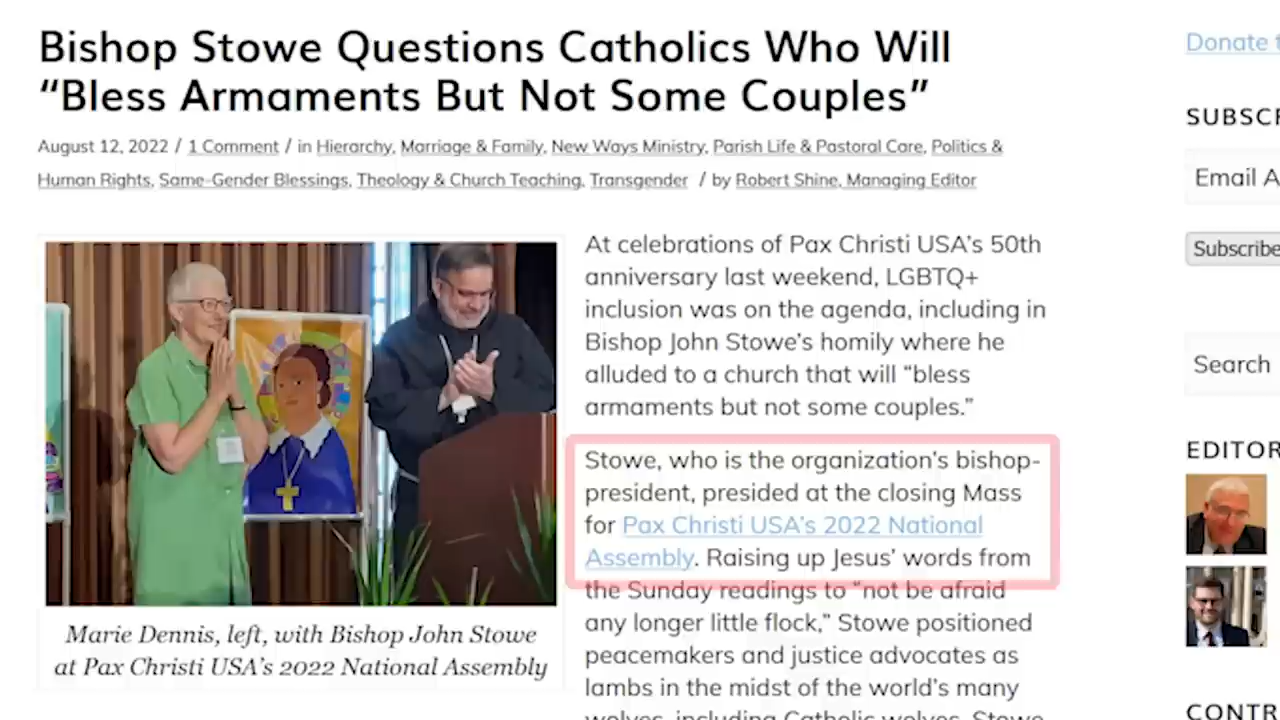 Bishop Stowe Questions Catholics Who Will
“Bless Armaments But Not Some Couples”
August 12, 2022 / 1 Comment / in Hierarchy, Marriage & Family, New Ways Ministry, Parish Life & Pastoral Care, Politics &
Human Rights, Same-Gender Blessings, Theology & Church Teaching, Transgender / by Robert Shine, Managing Editor
At celebrations of Pax Christi USA’s 50th
anniversary last weekend, LGBTQ+
inclusion was on the agenda, including in
Bishop John Stowe’s homily where he
alluded to a church that will “bless
armaments but not some couples.”
Stowe, who is the organization’s bishop-
president, presided at the closing Mass
for Pax Christi USA’s 2022 National
Assembly. Raising up Jesus’ words from
the Sunday readings to “not be afraid
any longer little flock,” Stowe positioned
peacemakers and justice advocates as
lambs in the midst of the world’s many
wolves, including Catholic wolves. Stowe
Marie Dennis, left, with Bishop John Stowe
at Pax Christi USA’s 2022 National Assembly
Donate t
SUBSCR
Email A
Subscribe
Search
EDITOR
CONTR